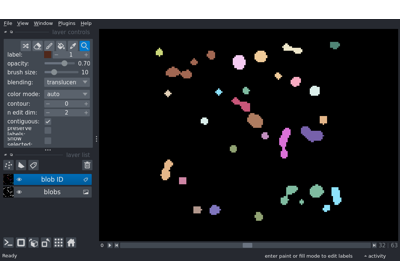 File View Window Plugins Help
layer controls
label: 1
opacity: 0.70
brush size: 10
blending: translucen
color mode: auto
contour: 0
n edit dim: 2
contiguous:
preserve
labels:
show
selected:
layer list
blob ID
blobs
0 32 63
Ready enter paint or fill mode to edit labels activity